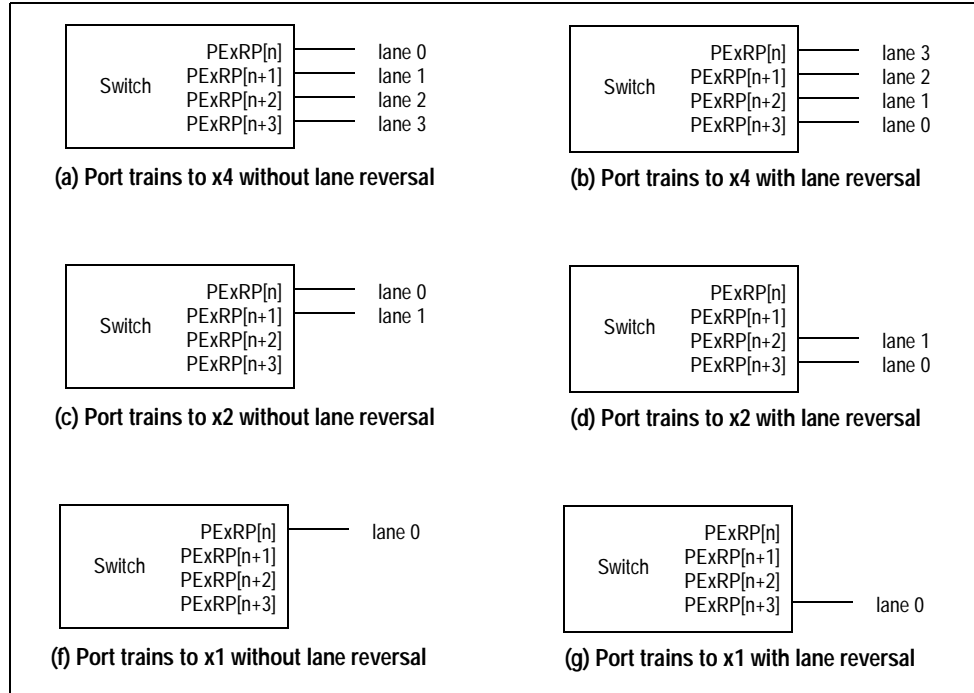 PExRP[n] lane 0
Switch PExRP[n+1] lane 1
PExRP[n+2] lane 2
PExRP[n+3] lane 3
(a) Port trains to x4 without lane reversal
PExRP[n] lane 3
Switch PExRP[n+1] lane 2
PExRP[n+2] lane 1
PExRP[n+3] lane 0
(b) Port trains to x4 with lane reversal
PExRP[n] lane 0
Switch PExRP[n+1] lane 1
PExRP[n+2]
PExRP[n+3]
(c) Port trains to x2 without lane reversal
PExRP[n]
Switch PExRP[n+1]
PExRP[n+2] lane 1
PExRP[n+3] lane 0
(d) Port trains to x2 with lane reversal
PExRP[n] lane 0
PExRP[n+1]
Switch PExRP[n+2]
PExRP[n+3]
(f) Port trains to x1 without lane reversal
PExRP[n]
PExRP[n+1]
Switch PExRP[n+2]
PExRP[n+3] lane 0
(g) Port trains to x1 with lane reversal